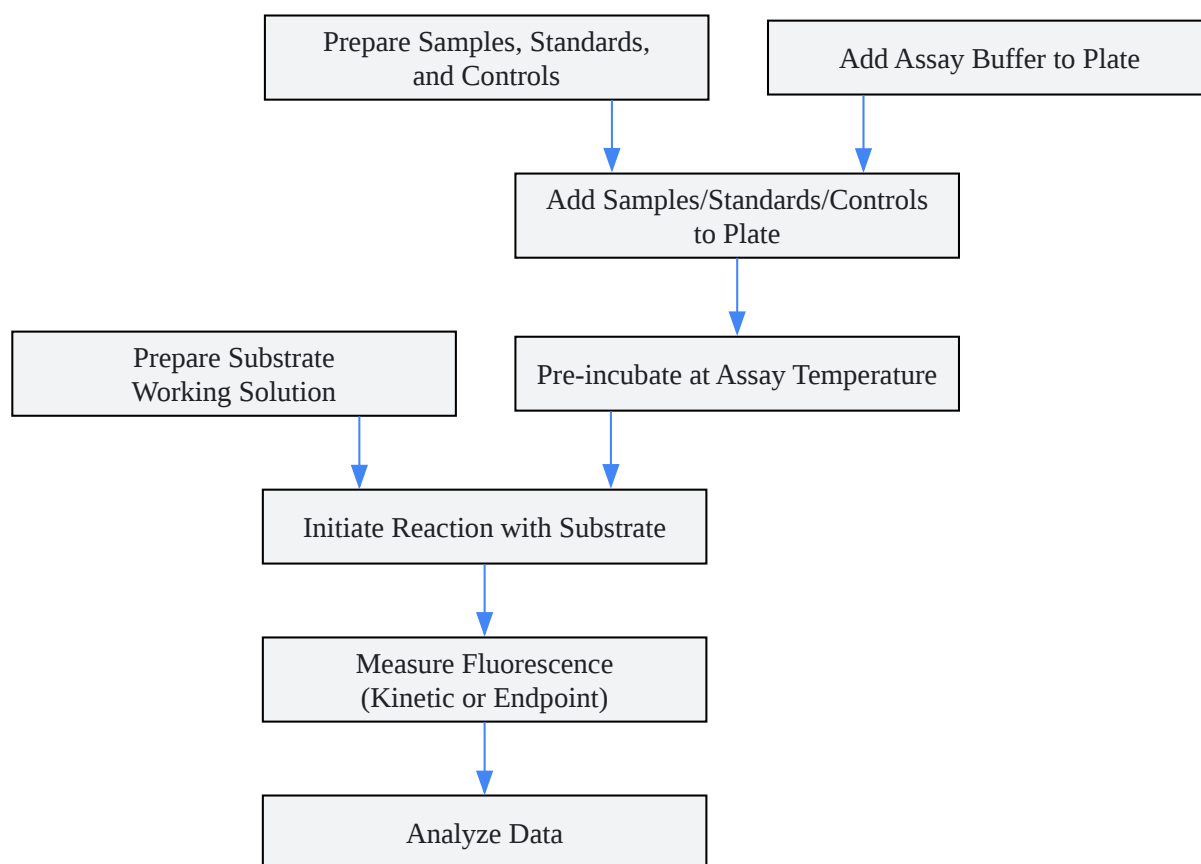 Prepare Samples, Standards,
and Controls
Add Assay Buffer to Plate
Add Samples/Standards/Controls
to Plate
Prepare Substrate
Working Solution
Pre-incubate at Assay Temperature
Initiate Reaction with Substrate
Measure Fluorescence
(Kinetic or Endpoint)
Analyze Data